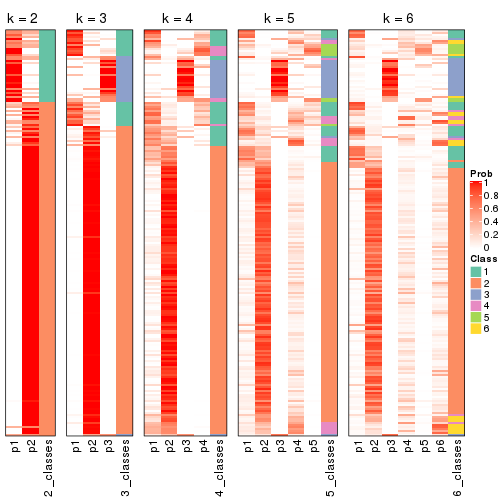 k = 2
k = 3
k = 4
k = 5
k = 6
p1
p2
2_classes
p1
p2
p3
3_classes
p1
p2
p3
p4
4_classes
p1
p2
p3
p4
p5
5_classes
p1
p2
p3
p4
p5
p6
6_classes
Prob
1
0.8
0.6
0.4
0.2
0
Class
1
2
3
4
5
6